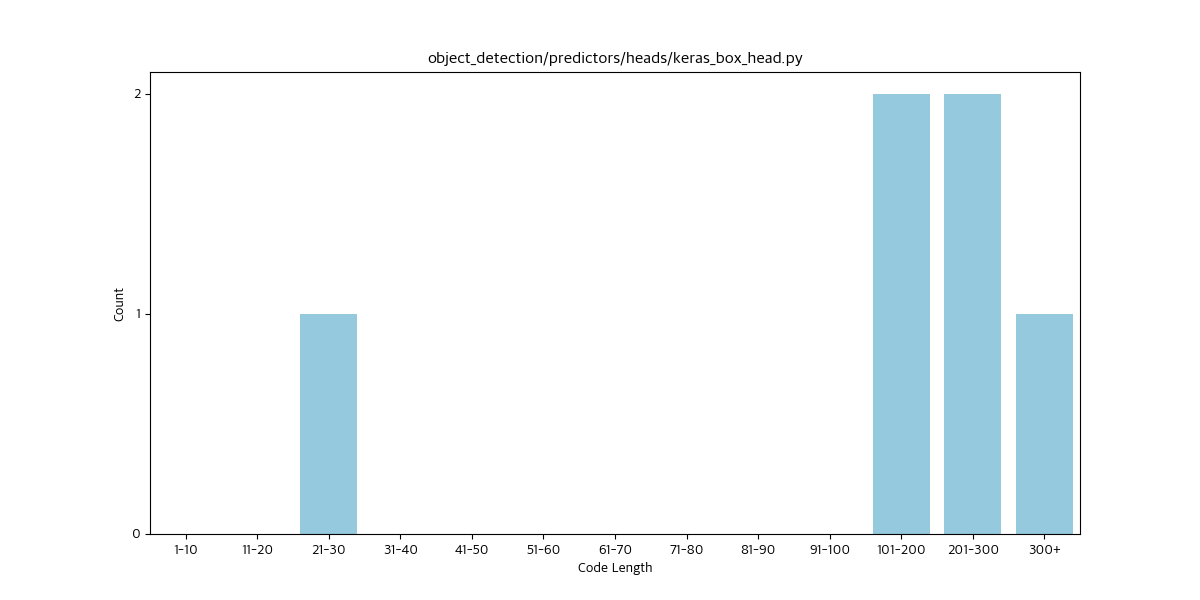 object_detection/predictors/heads/keras_box_head.py
2
1
0
Count
1-10 11-20 21-30 31-40 41-50 51-60 61-70 71-80 81-90 91-100 101-200 201-300 300+
Code Length